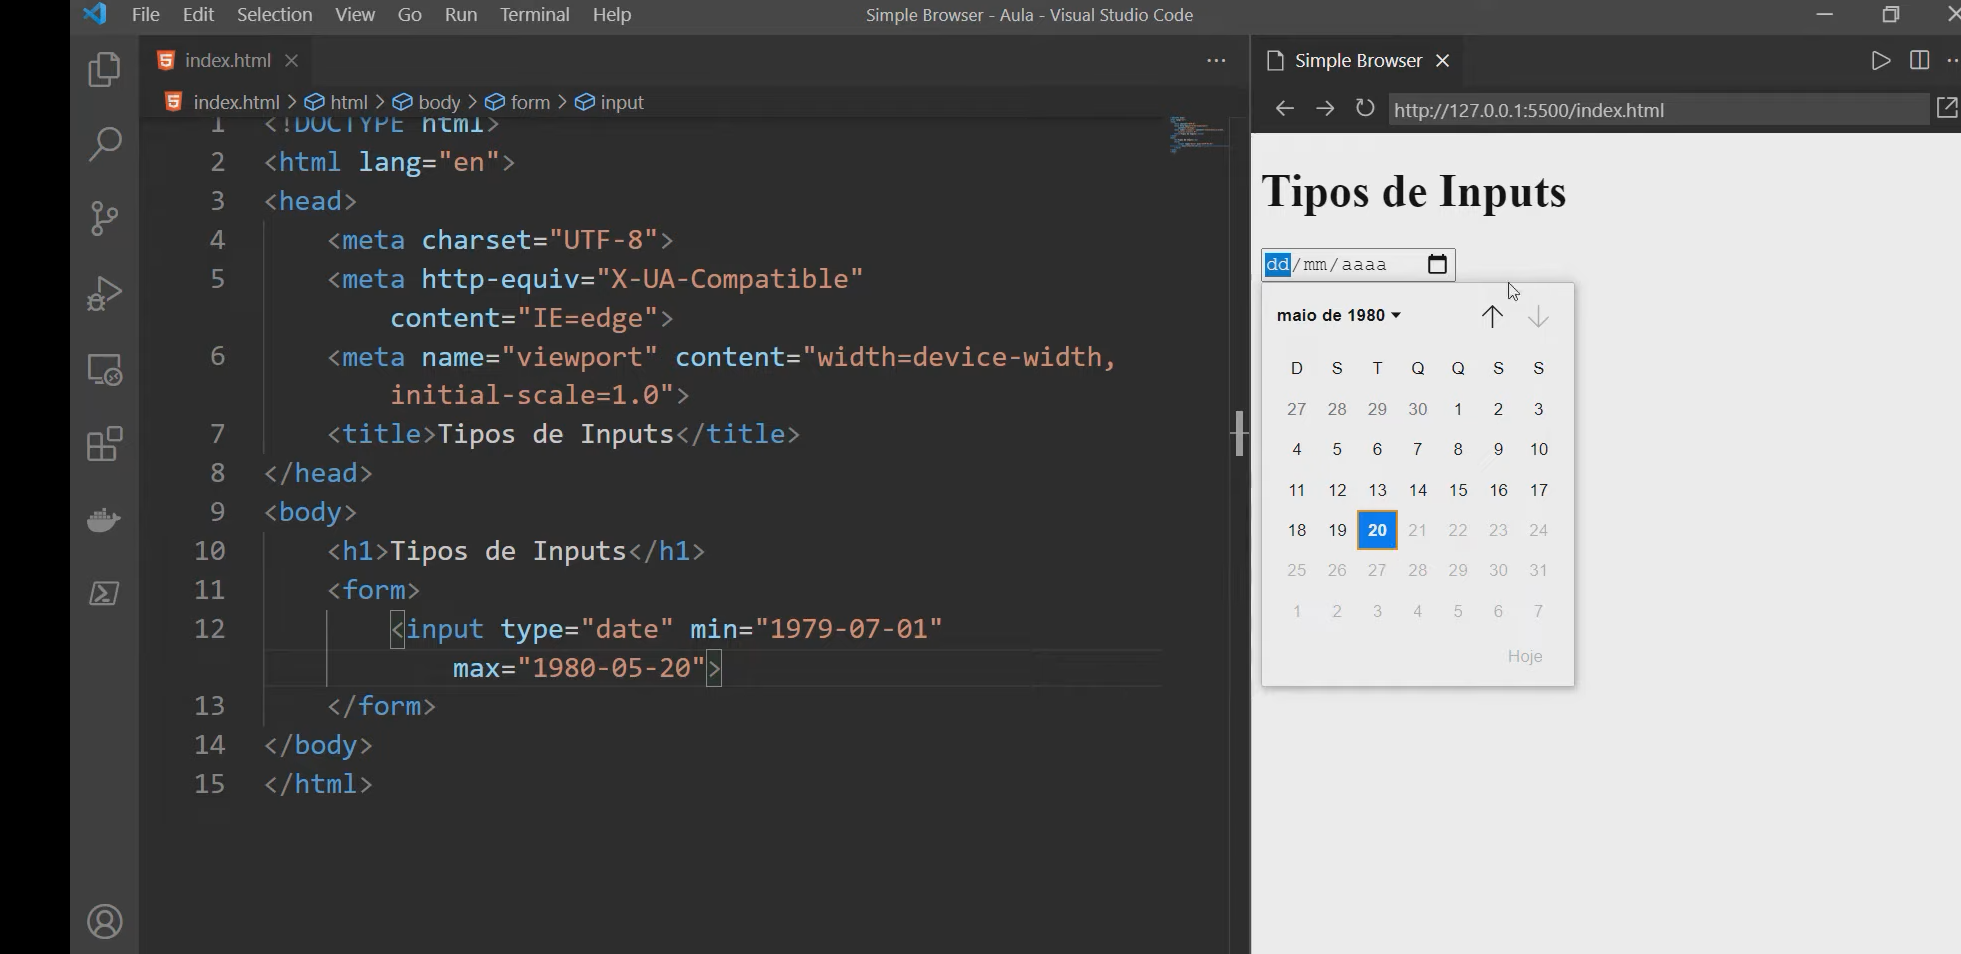 File Edit Selection View Go Run Terminal Help
Simple Browser - Aula - Visual Studio Code
index.html
index.html > html > body > form > input
1 <!DOCTYPE html>
2 <html lang="en">
3 <head>
4 <meta charset="UTF-8">
5 <meta http-equiv="X-UA-Compatible"
content="IE=edge">
6 <meta name="viewport" content="width=device-width,
initial-scale=1.0">
7 <title>Tipos de Inputs</title>
8 </head>
9 <body>
10 <h1>Tipos de Inputs</h1>
11 <form>
12 <input type="date" min="1979-07-01"
max="1980-05-20">
13 </form>
14 </body>
15 </html>
Simple Browser
http://127.0.0.1:5500/index.html
Tipos de Inputs
dd/mm/aaaa
maio de 1980
D S T Q Q S S
27 28 29 30 1 2 3
4 5 6 7 8 9 10
11 12 13 14 15 16 17
18 19 20 21 22 23 24
25 26 27 28 29 30 31
1 2 3 4 5 6 7
Hoje